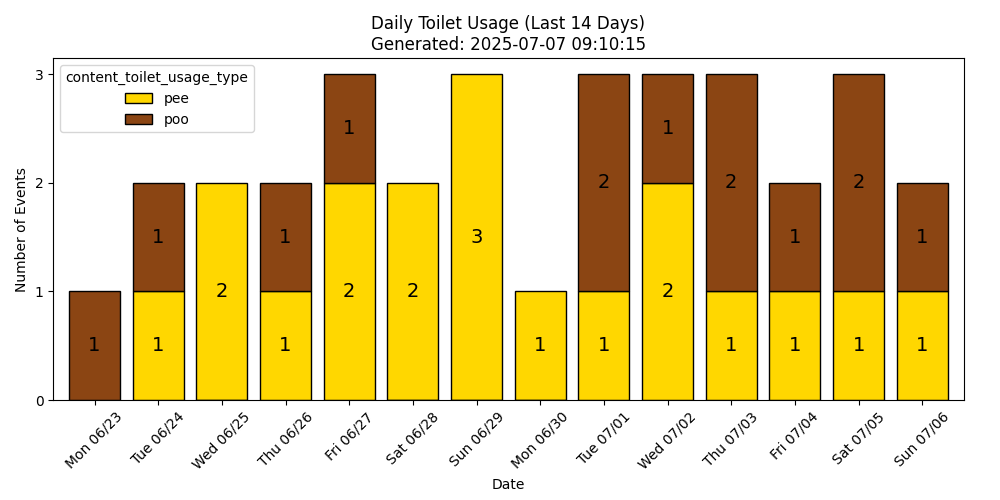 Daily Toilet Usage (Last 14 Days)
Generated: 2025-07-07 09:10:15
content_toilet_usage_type
pee
poo
Number of Events
3
2
1
0
1
1
1
2
1
1
2
1
2
3
1
1
2
2
1
1
2
1
1
1
2
1
1
Mon 06/23
Tue 06/24
Wed 06/25
Thu 06/26
Fri 06/27
Sat 06/28
Sun 06/29
Mon 06/30
Tue 07/01
Wed 07/02
Thu 07/03
Fri 07/04
Sat 07/05
Sun 07/06
Date